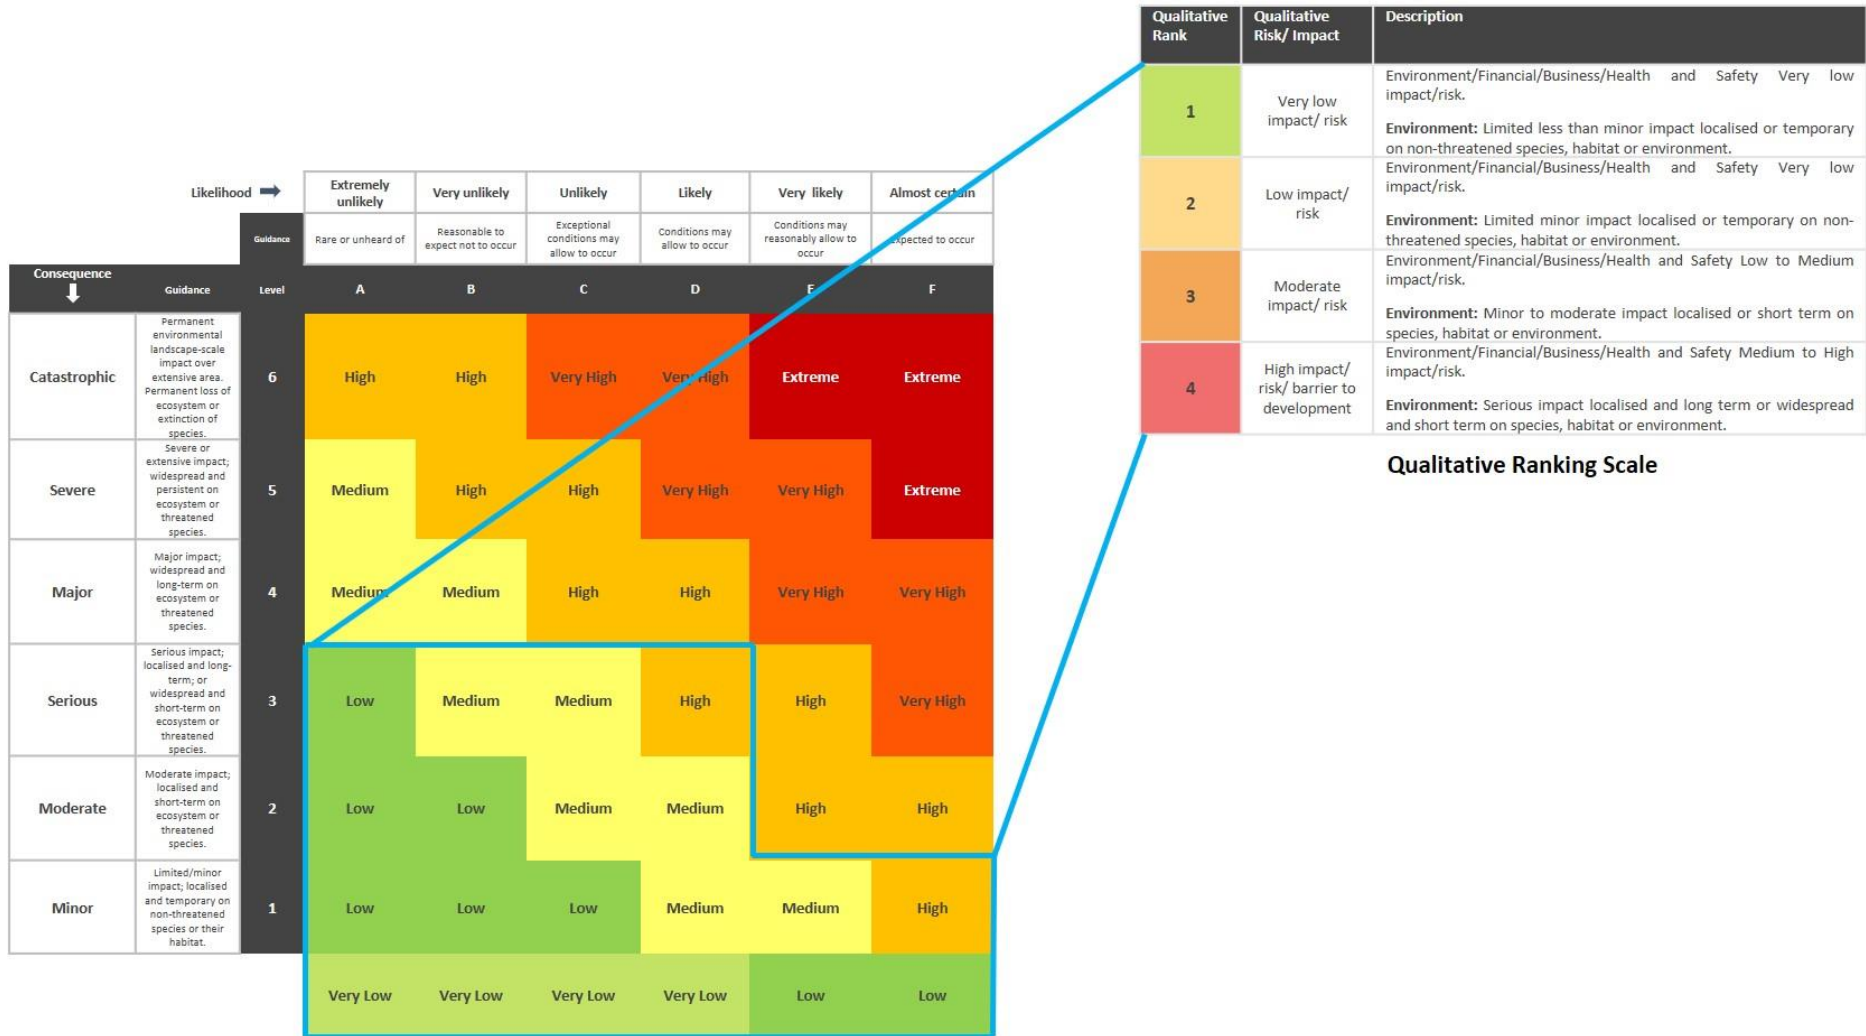 Likelihood
Extremely
unlikely
Very unlikely
Unlikely
Likely
Very likely
Almost certain
Guidance
Rare or unheard of
Reasonable to
expect not to occur
Exceptional
conditions may
allow to occur
Conditions may
allow to occur
Conditions may
reasonably allow to
occur
Expected to occur
Consequence
Guidance
Level
A
B
C
D
E
F
Catastrophic
Permanent
environmental
landscape-scale
impact over
extensive area.
Permanent loss of
ecosystem or
extinction of
species.
6
High
High
Very High
Very High
Extreme
Extreme
Severe
Severe or
extensive impact;
widespread and
persistent on
ecosystem or
threatened
species.
5
Medium
High
High
Very High
Very High
Extreme
Major
Major impact;
widespread and
long-term on
ecosystem or
threatened
species.
4
Medium
Medium
High
High
Very High
Very High
Serious
Serious impact;
localised and long-
term; or
widespread and
short-term on
ecosystem or
threatened
species.
3
Low
Medium
Medium
High
High
Very High
Moderate
Moderate impact;
localised and
short-term on
ecosystem or
threatened
species.
2
Low
Low
Medium
Medium
High
High
Minor
Limited/minor
impact; localised
and temporary on
non-threatened
species or their
habitat.
1
Low
Low
Low
Medium
Medium
High
Very Low
Very Low
Very Low
Very Low
Low
Low
Qualitative
Rank
Qualitative
Risk/ Impact
Description
1
Very low
impact/ risk
Environment/Financial/Business/Health and Safety Very low
impact/risk.
Environment: Limited less than minor impact localised or temporary
on non-threatened species, habitat or environment.
2
Low impact/
risk
Environment/Financial/Business/Health and Safety Very low
impact/risk.
Environment: Limited minor impact localised or temporary on non-
threatened species, habitat or environment.
3
Moderate
impact/ risk
Environment/Financial/Business/Health and Safety Low to Medium
impact/risk.
Environment: Minor to moderate impact localised or short term on
species, habitat or environment.
4
High impact/
risk/ barrier to
development
Environment/Financial/Business/Health and Safety Medium to High
impact/risk.
Environment: Serious impact localised and long term or widespread
and short term on species, habitat or environment.
Qualitative Ranking Scale